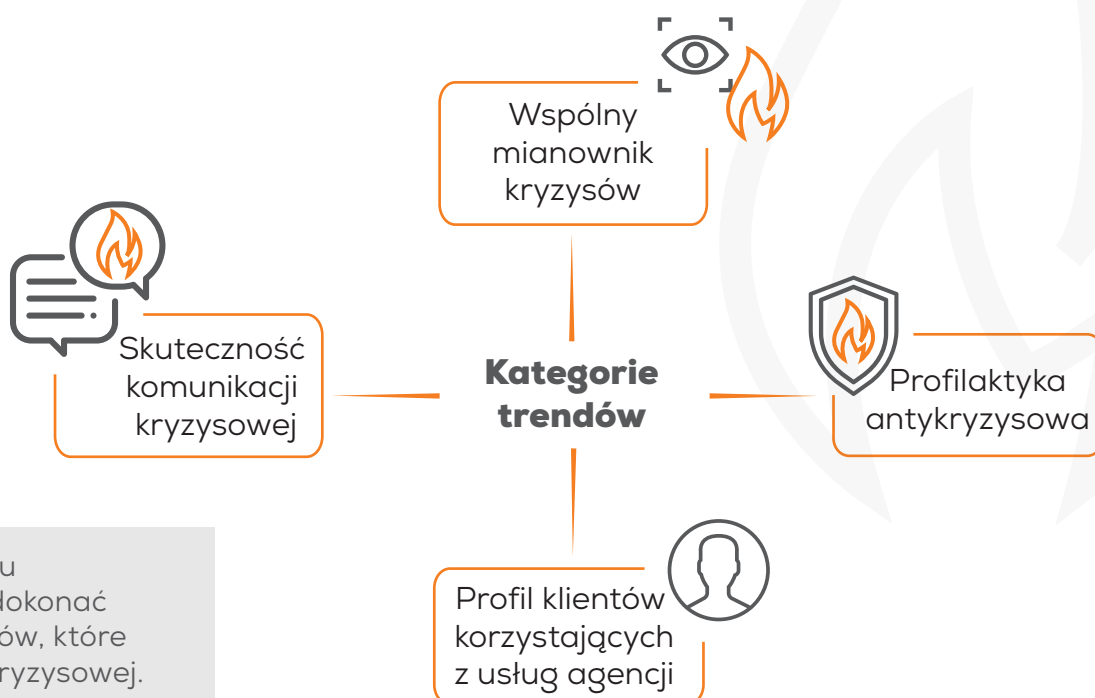 Wspólny
mianownik
kryzysów
Skuteczność
komunikacji
kryzysowej
Kategorie
trendów
Profilaktyka
antykryzysowa
Profil klientów
korzystających
z usług agencji
u
dokonać
ów, które
ryzysowej.